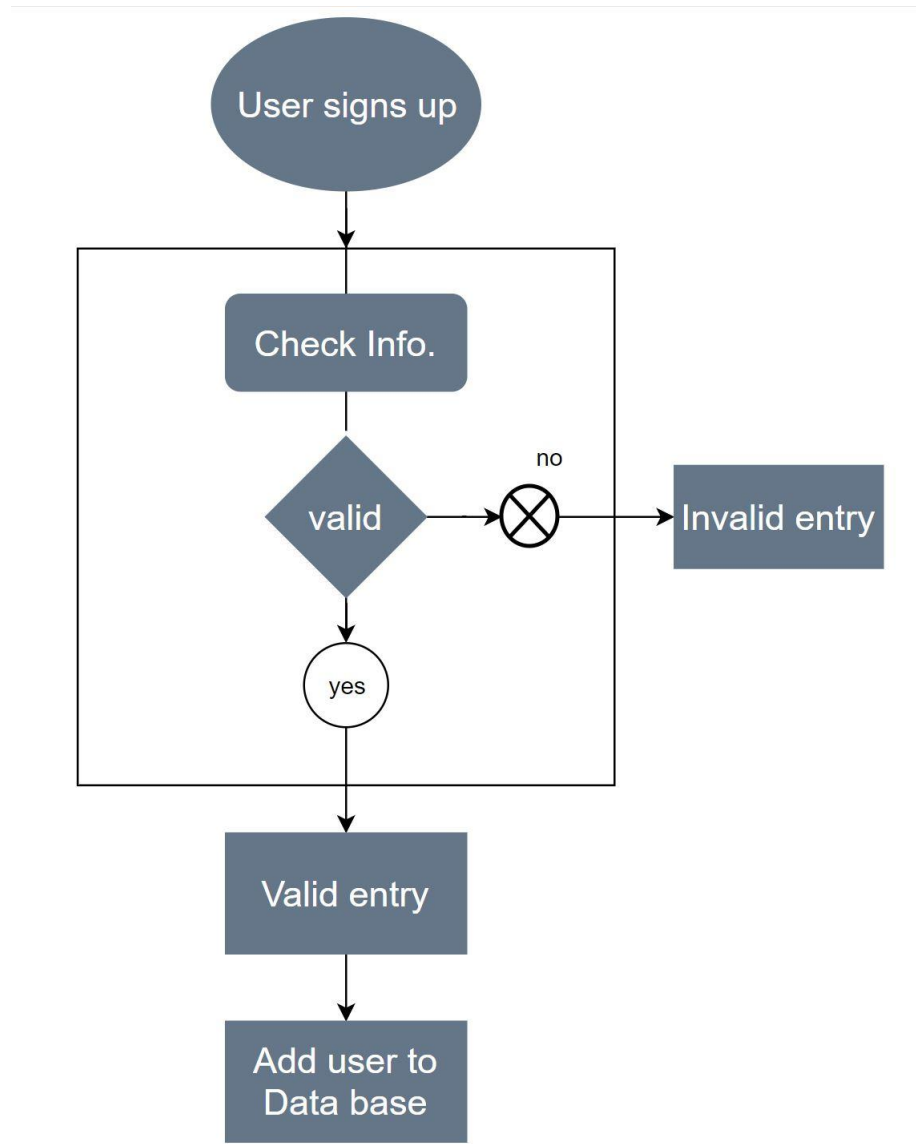 User signs up
Check Info.
valid
no
Invalid entry
yes
Valid entry
Add user to
Data base